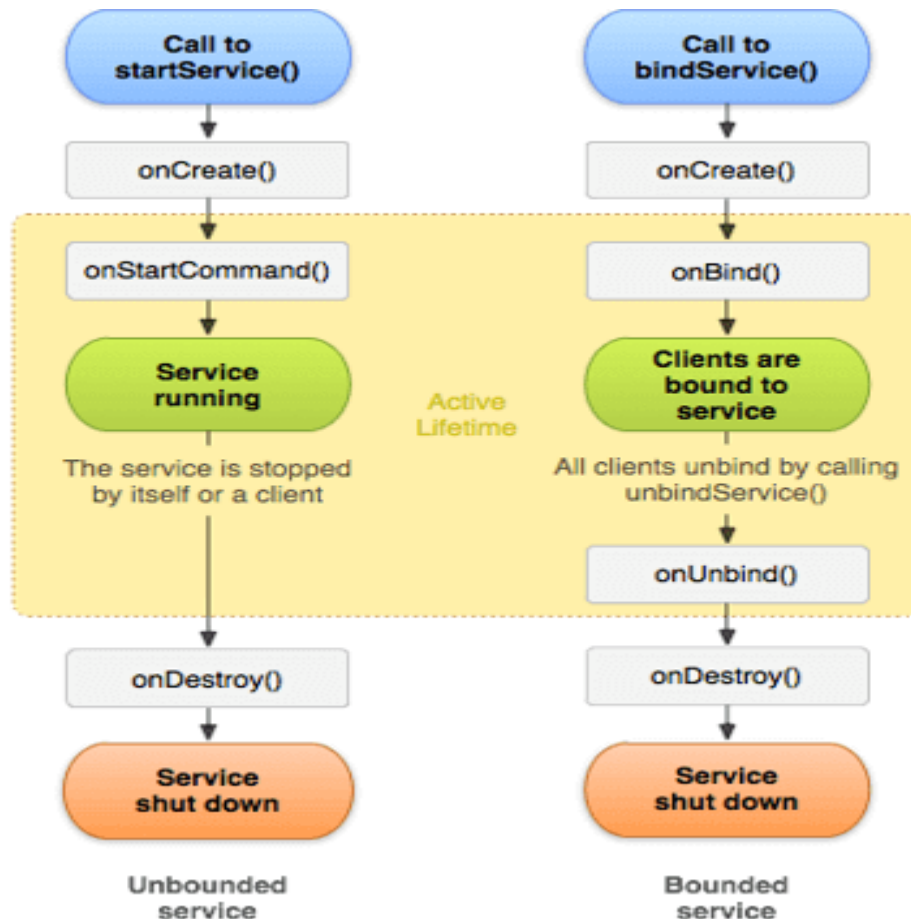 Call to
startService()
onCreate()
onStartCommand()
Service
running
The service is stopped
by itself or a client
onDestroy()
Service
shut down
Unbounded
service
Active
Lifetime
Call to
bindService()
onCreate()
onBind()
Clients are
bound to
service
All clients unbind by calling
unbindService()
onUnbind()
onDestroy()
Service
shut down
Bounded
service